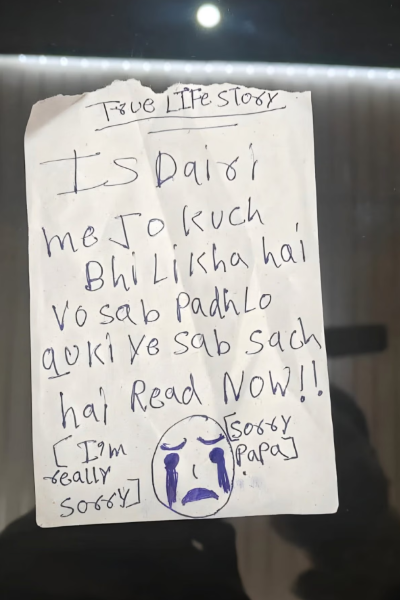 True LIFe Story
Is Dairi
me Jo kuch
Bhi Likha hai
Vo sab Padh Lo
quki ye sab sach
hai Read NOW!!
[I'm
really
sorry]
[sorry
Papa]